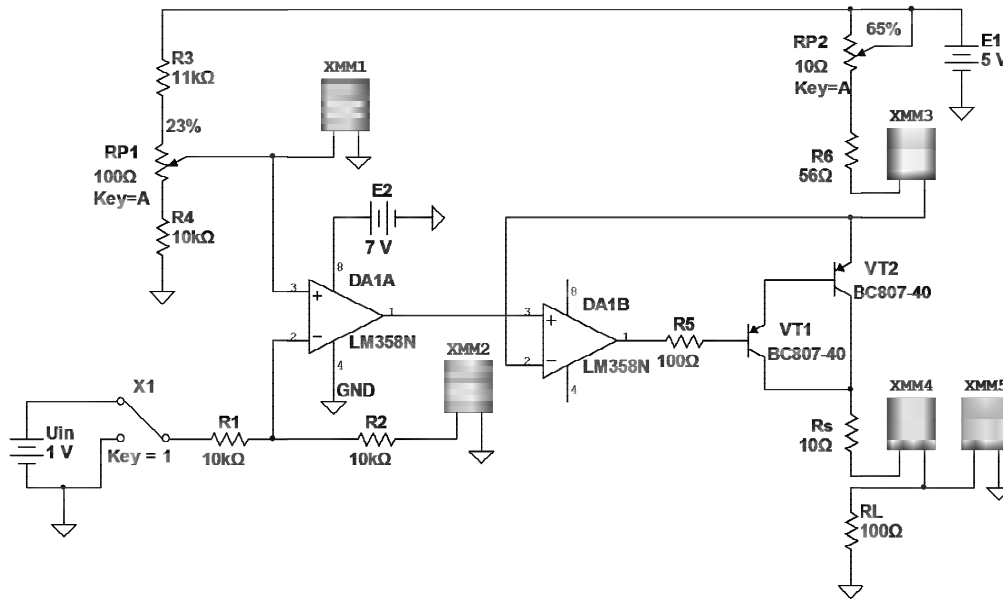 R3
11kΩ
23%
RP1
100Ω
Key=A
R4
10kΩ
XMM1
E2
7 V
8
DA1A
3
+
1
2
−
LM358N
4
GND
XMM2
X1
Uin
1 V
Key = 1
R1
10kΩ
R2
10kΩ
8
DA1B
3
+
1
2
−
LM358N
4
R5
100Ω
65%
RP2
10Ω
Key=A
E1
5 V
XMM3
R6
56Ω
VT2
BC807-40
VT1
BC807-40
XMM4
XMM5
Rs
10Ω
RL
100Ω